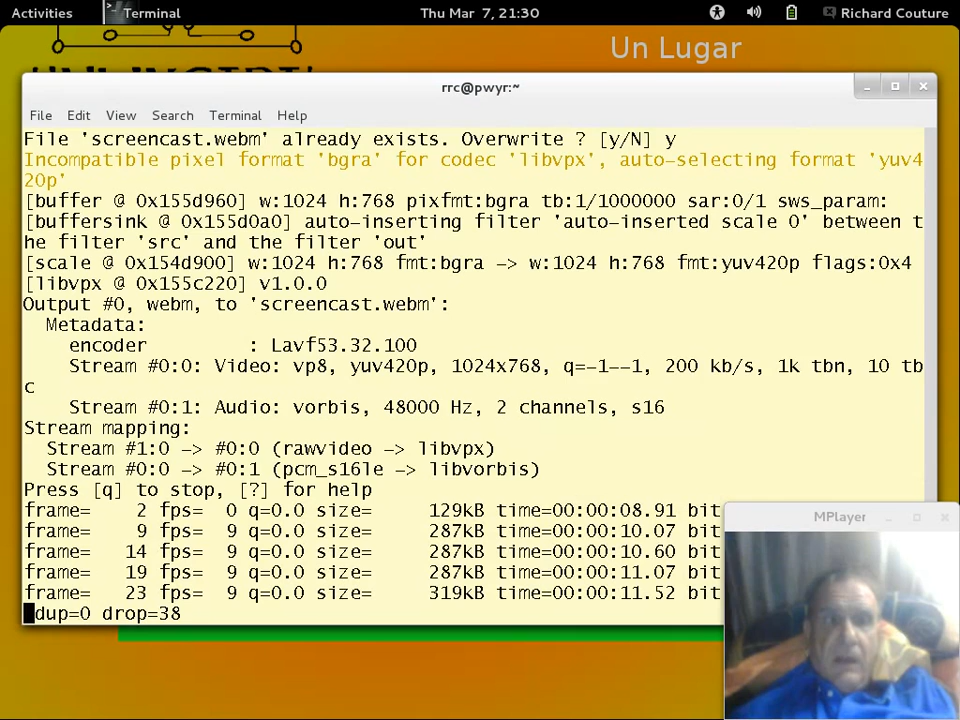 Activities Terminal Thu Mar 7, 21:30 Richard Couture
Un Lugar
rrc@pwyr:~
File Edit View Search Terminal Help
File 'screencast.webm' already exists. Overwrite ? [y/N] y
Incompatible pixel format 'bgra' for codec 'libvpx', auto-selecting format 'yuv4
20p'
[buffer @ 0x155d960] w:1024 h:768 pixfmt:bgra tb:1/1000000 sar:0/1 sws_param:
[buffersink @ 0x155d0a0] auto-inserting filter 'auto-inserted scale 0' between t
he filter 'src' and the filter 'out'
[scale @ 0x154d900] w:1024 h:768 fmt:bgra -> w:1024 h:768 fmt:yuv420p flags:0x4
[libvpx @ 0x155c220] v1.0.0
Output #0, webm, to 'screencast.webm':
Metadata:
encoder : Lavf53.32.100
Stream #0:0: Video: vp8, yuv420p, 1024x768, q=-1--1, 200 kb/s, 1k tbn, 10 tb
c
Stream #0:1: Audio: vorbis, 48000 Hz, 2 channels, s16
Stream mapping:
Stream #1:0 -> #0:0 (rawvideo -> libvpx)
Stream #0:0 -> #0:1 (pcm_s16le -> libvorbis)
Press [q] to stop, [?] for help
frame= 2 fps= 0 q=0.0 size= 129kB time=00:00:08.91 bit
frame= 9 fps= 9 q=0.0 size= 287kB time=00:00:10.07 bit
frame= 14 fps= 9 q=0.0 size= 287kB time=00:00:10.60 bit
frame= 19 fps= 9 q=0.0 size= 287kB time=00:00:11.07 bit
frame= 23 fps= 9 q=0.0 size= 319kB time=00:00:11.52 bit
dup=0 drop=38
MPlayer